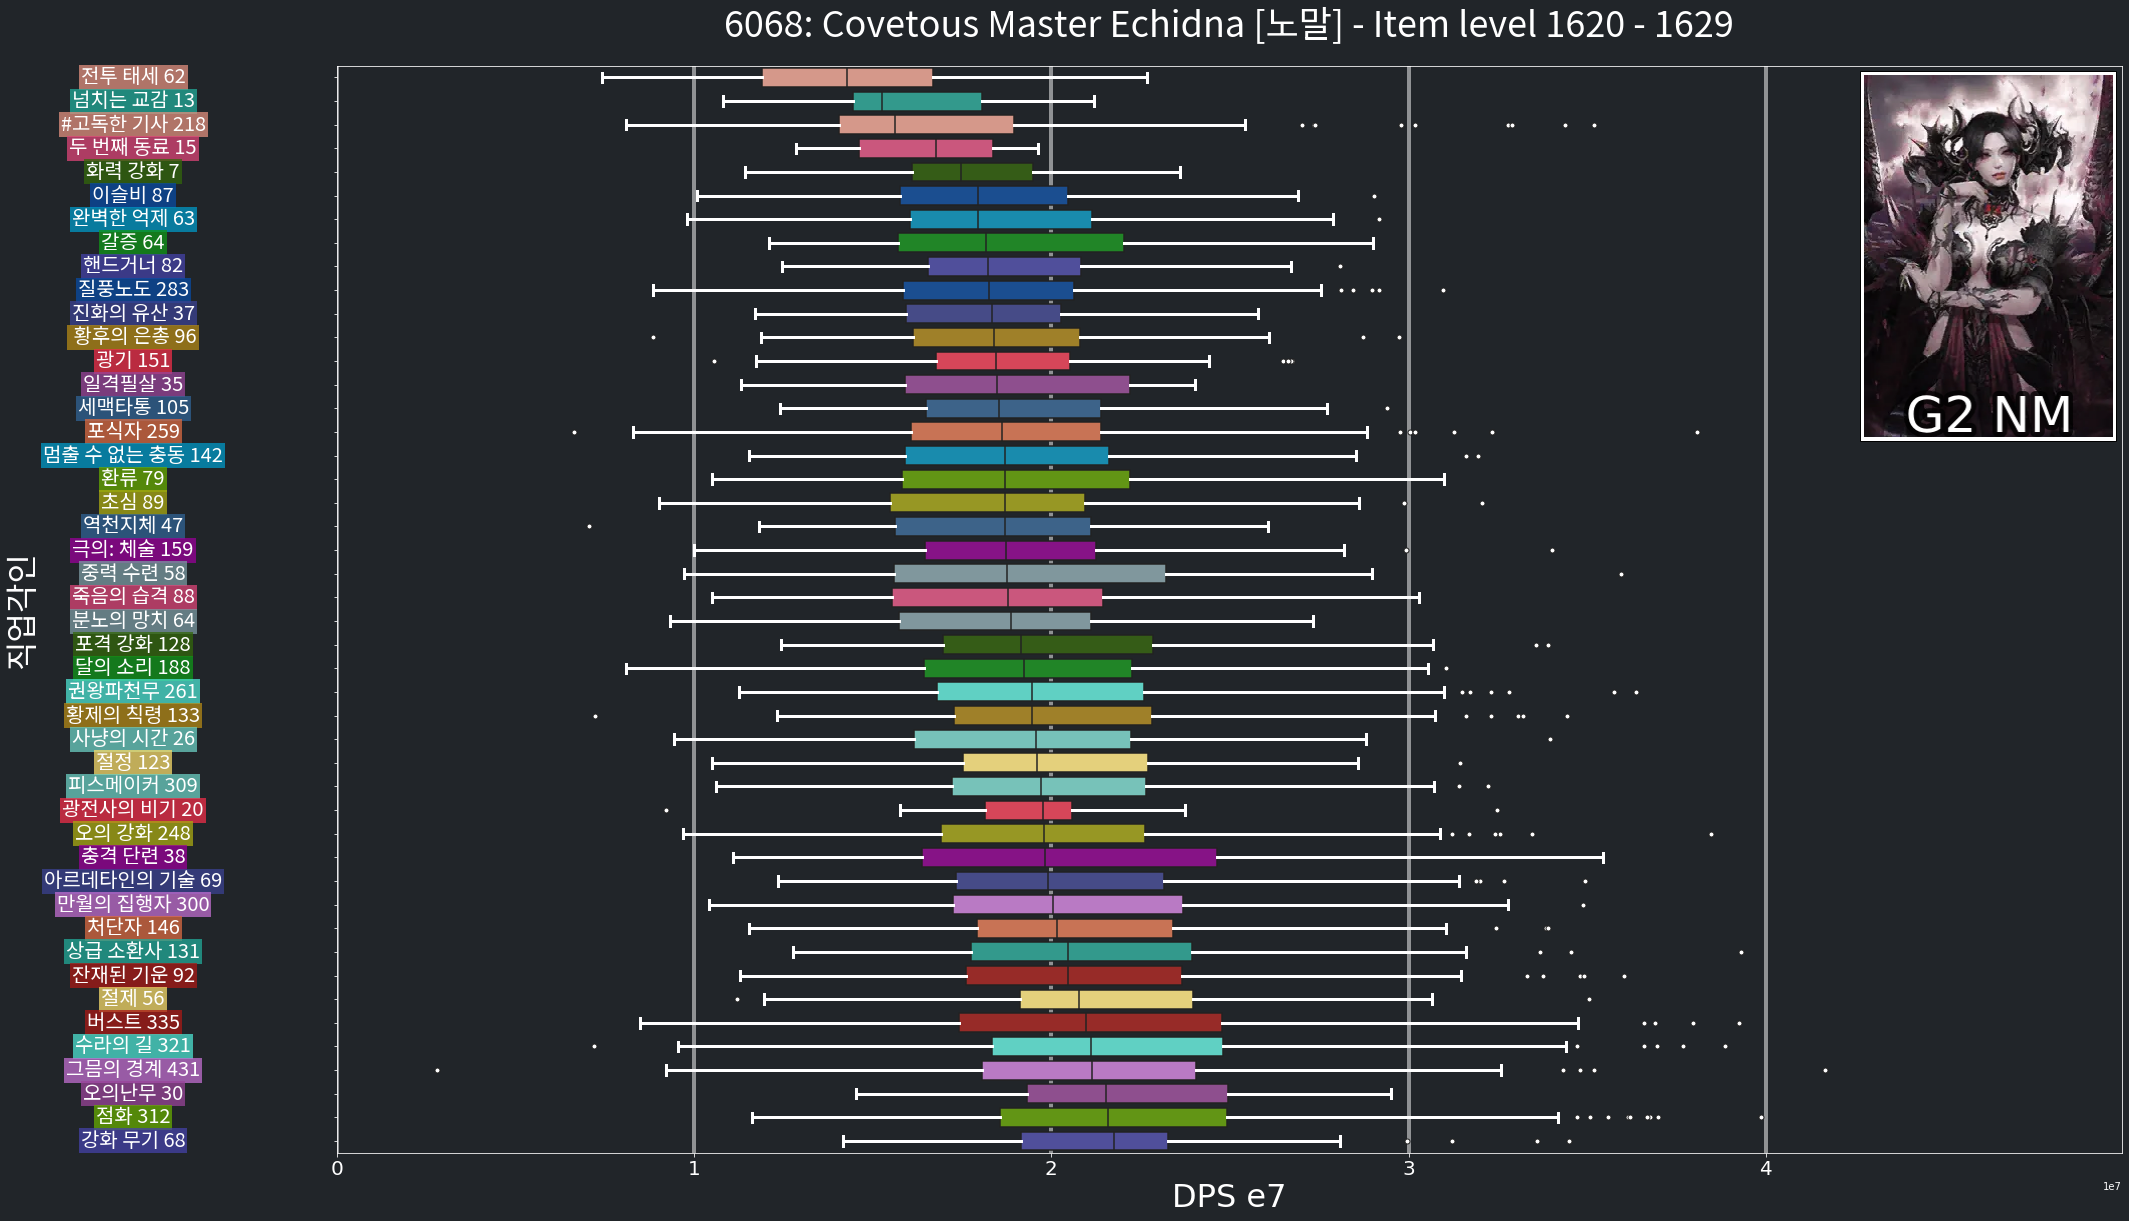 6068: Covetous Master Echidna [노말] - Item level 1620 - 1629
전투 태세 62
넘치는 교감 13
#고독한 기사 218
두 번째 동료 15
화력 강화 7
이슬비 87
완벽한 억제 63
갈증 64
핸드거너 82
질풍노도 283
진화의 유산 37
황후의 은총 96
광기 151
일격필살 35
세맥타통 105
포식자 259
멈출 수 없는 충동 142
환류 79
초심 89
역천지체 47
극의: 체술 159
중력 수련 58
죽음의 습격 88
분노의 망치 64
포격 강화 128
달의 소리 188
권왕파천무 261
황제의 칙령 133
사냥의 시간 26
절정 123
피스메이커 309
광전사의 비기 20
오의 강화 248
충격 단련 38
아르데타인의 기술 69
만월의 집행자 300
처단자 146
상급 소환사 131
잔재된 기운 92
절제 56
버스트 335
수라의 길 321
그믐의 경계 431
오의난무 30
점화 312
강화 무기 68
직업각인
G2 NM
0 1 2 3 4
1e7
DPS e7